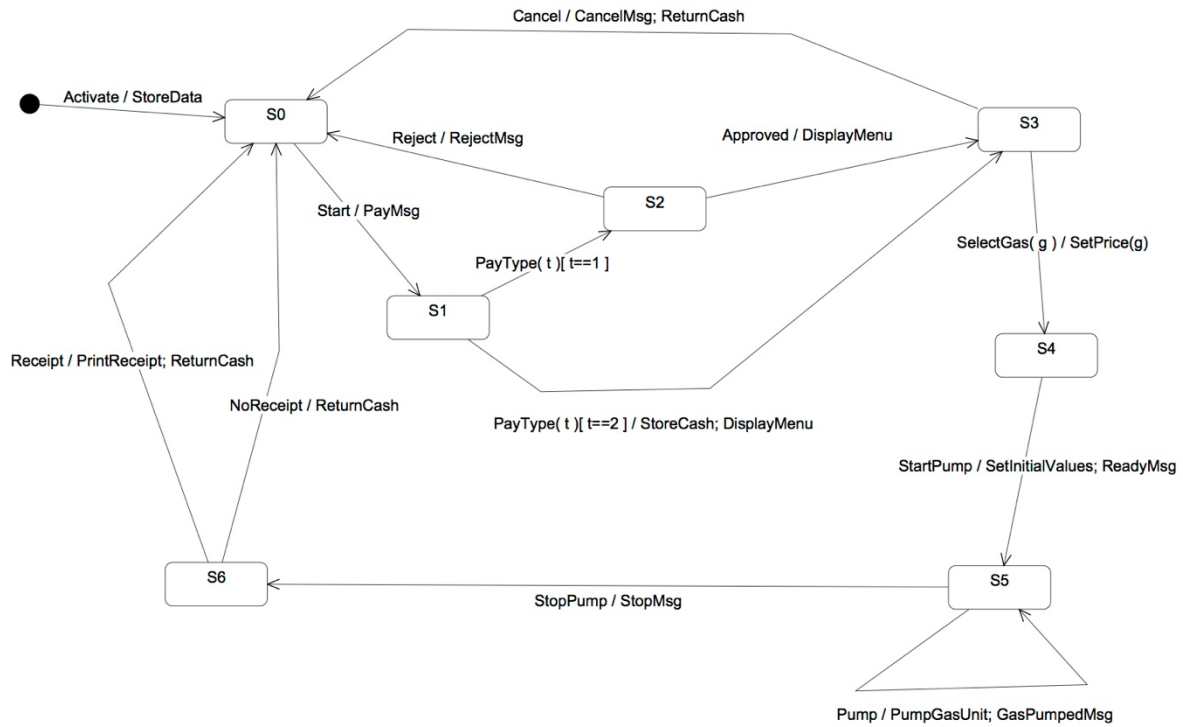 Cancel / CancelMsg; ReturnCash
Activate / StoreData
S0
S3
Reject / RejectMsg
Approved / DisplayMenu
S2
Start / PayMsg
SelectGas( g ) / SetPrice(g)
PayType( t )[ t==1 ]
S1
S4
Receipt / PrintReceipt; ReturnCash
NoReceipt / ReturnCash
PayType( t )[ t==2 ] / StoreCash; DisplayMenu
StartPump / SetInitialValues; ReadyMsg
S6
S5
StopPump / StopMsg
Pump / PumpGasUnit; GasPumpedMsg